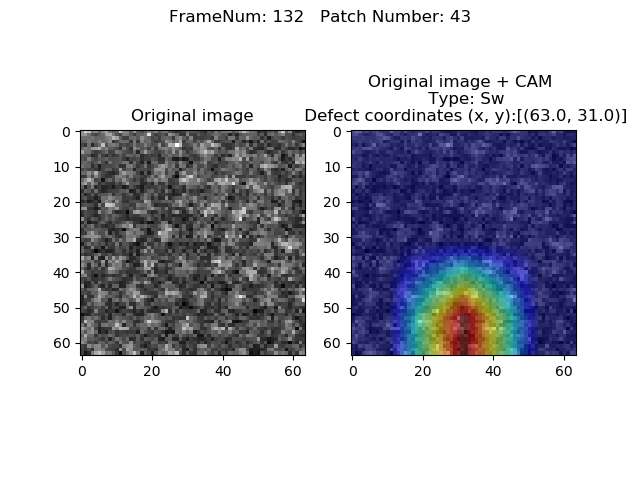 FrameNum: 132   Patch Number: 43
Original image
Original image + CAM
Type: Sw
Defect coordinates (x, y):[(63.0, 31.0)]
0
10
20
30
40
50
60
0 20 40 60
0
10
20
30
40
50
60
0 20 40 60